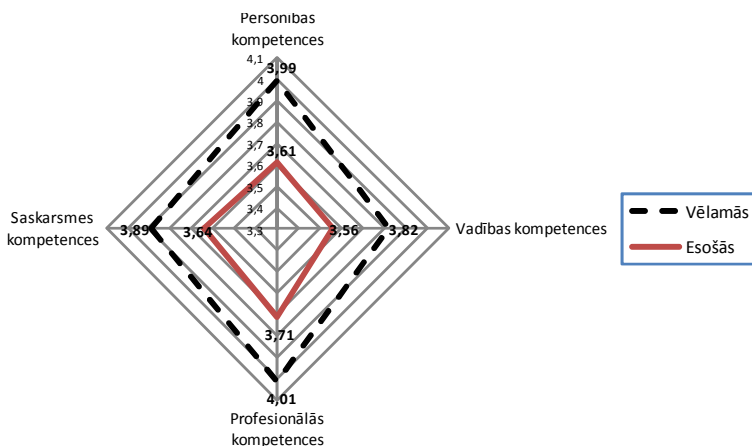 Personības
kompetences
4,1
3,99
4
3,9
3,8
3,7
3,61
3,6
3,5
3,4
3,3
Saskarsmes
kompetences
3,89
3,64
3,56
3,82
Vadības kompetences
3,71
4,01
Profesionālās
kompetences
Vēlamās
Esošās